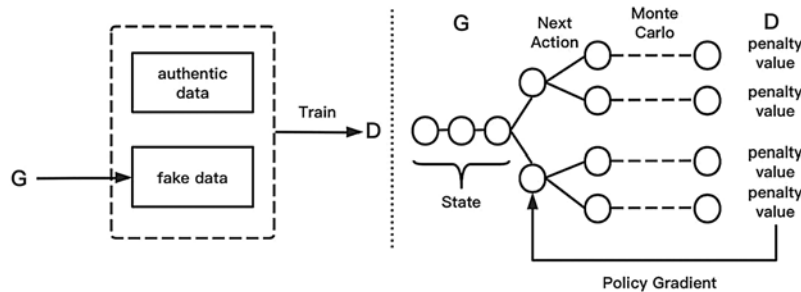 authentic
data
fake data
G
Train
D
G
Next
Action
Monte
Carlo
D
penalty
value
penalty
value
penalty
value
penalty
value
State
Policy Gradient